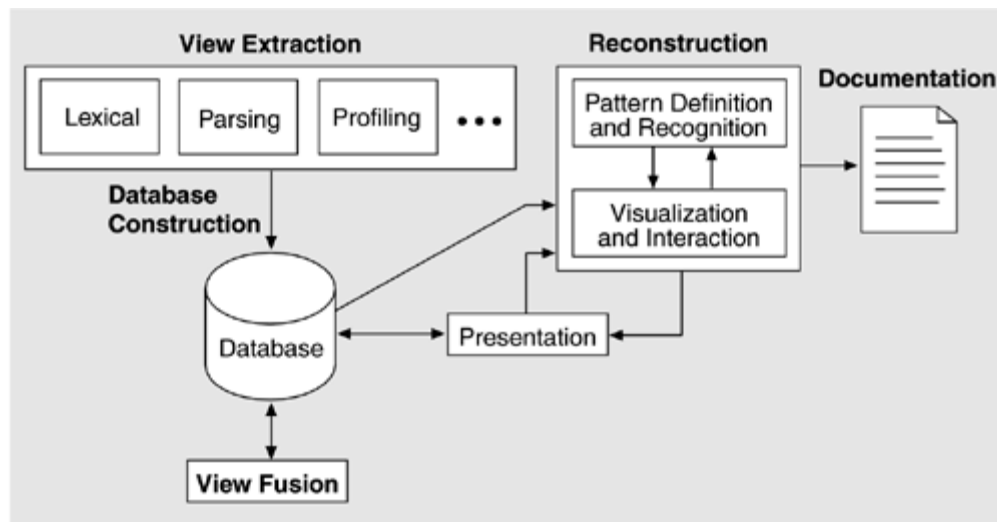 View Extraction
Lexical
Parsing
Profiling
•••
Reconstruction
Pattern Definition
and Recognition
Visualization
and Interaction
Documentation
Database
Construction
Database
Presentation
View Fusion